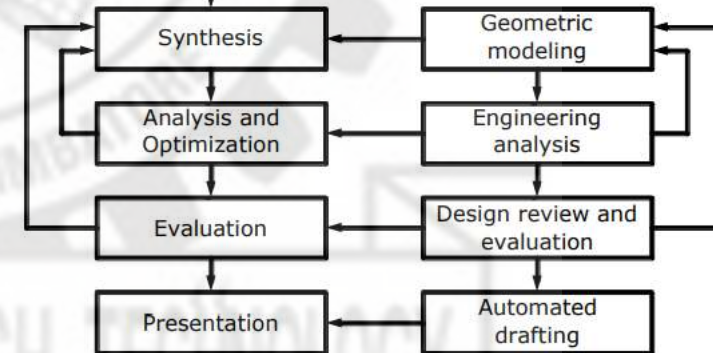 Synthesis
Geometric
modeling
Analysis and
Optimization
Engineering
analysis
Evaluation
Design review and
evaluation
Presentation
Automated
drafting